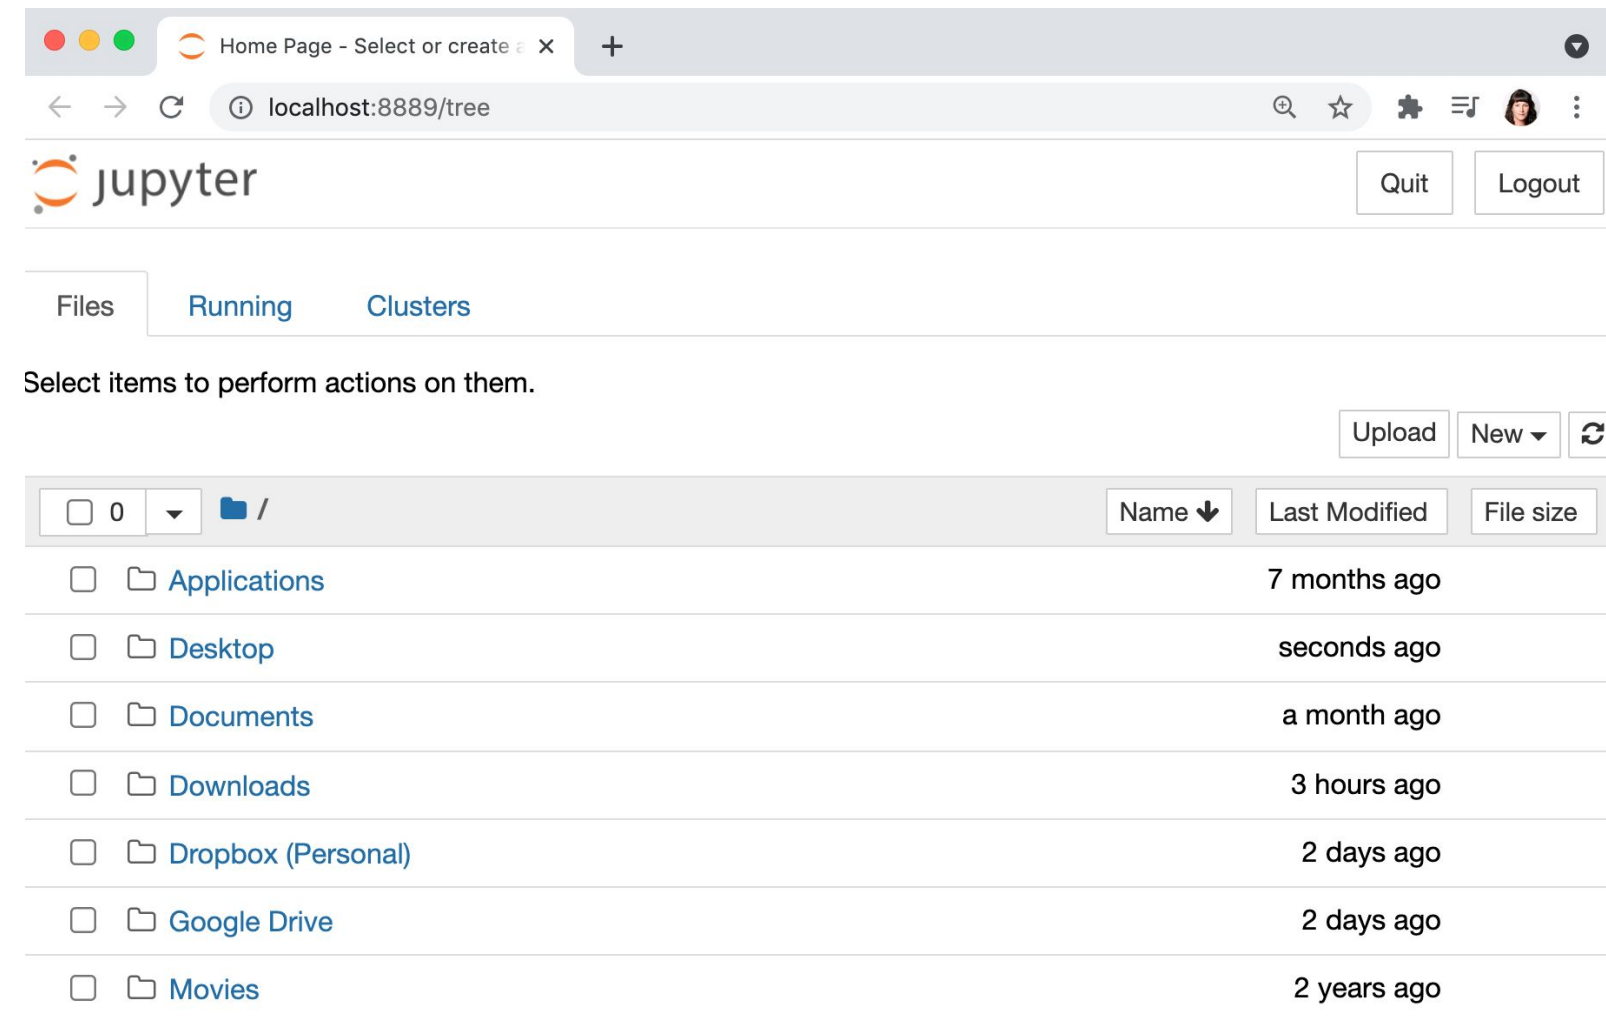 Home Page - Select or create a
localhost:8889/tree
jupyter
Quit
Logout
Files
Running
Clusters
Select items to perform actions on them.
Upload
New
0
/
Name
Last Modified
File size
Applications
7 months ago
Desktop
seconds ago
Documents
a month ago
Downloads
3 hours ago
Dropbox (Personal)
2 days ago
Google Drive
2 days ago
Movies
2 years ago